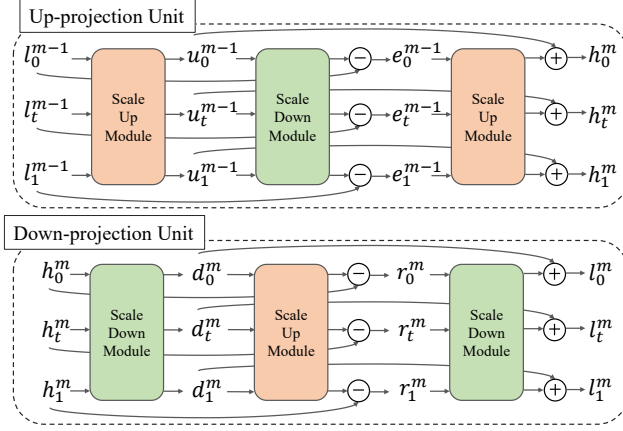 Up-projection Unit
l_0^{m-1} u_0^{m-1} − e_0^{m-1} + h_0^m
l_t^{m-1} Scale Up Module u_t^{m-1} Scale Down Module − e_t^{m-1} Scale Up Module + h_t^m
l_1^{m-1} u_1^{m-1} − e_1^{m-1} + h_1^m
Down-projection Unit
h_0^m d_0^m − r_0^m + l_0^m
h_t^m Scale Down Module d_t^m Scale Up Module − r_t^m Scale Down Module + l_t^m
h_1^m d_1^m − r_1^m + l_1^m